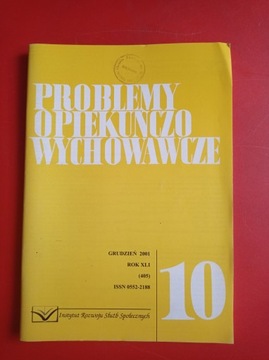 PROBLEMY
OPIEKUŃCZO
WYCHOWAWCZE
GRUDZIEŃ 2001
ROK XLI
(405)
ISSN 0552-2188
10
Instytut Rozwoju Służb Społecznych